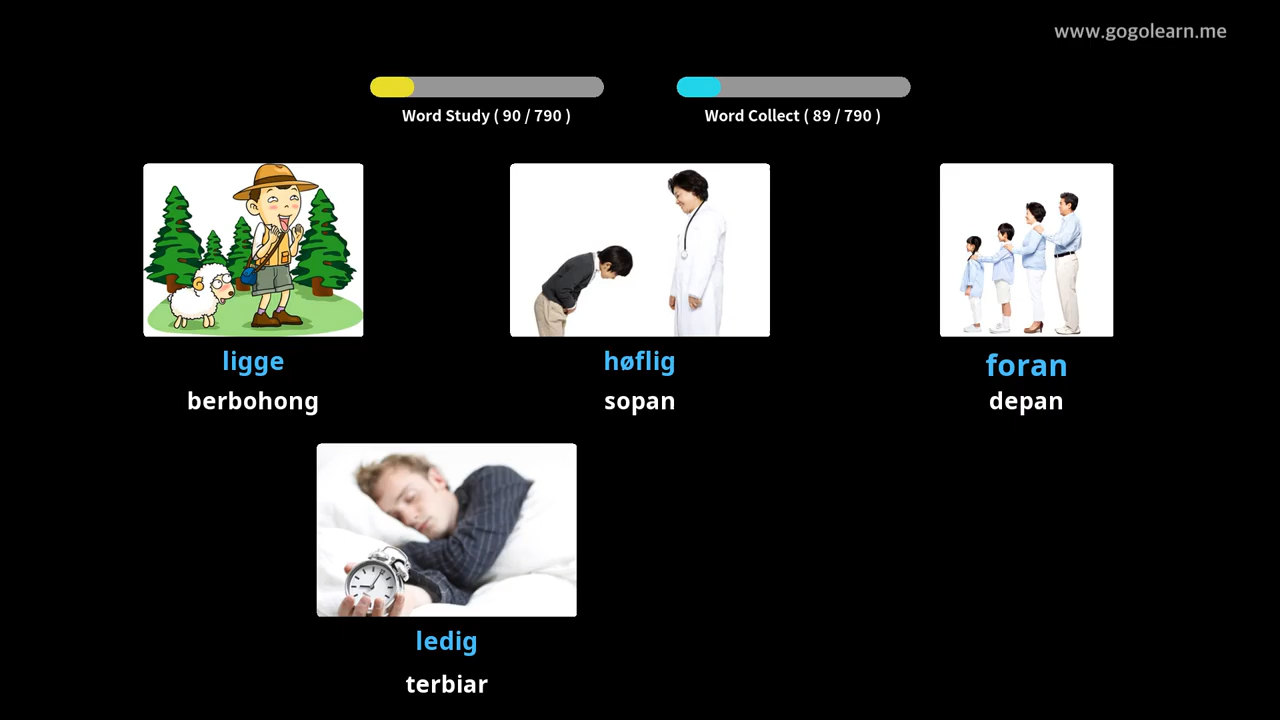 www.gogolearn.me
Word Study ( 90 / 790 )
Word Collect ( 89 / 790 )
ligge
berbohong
høflig
sopan
foran
depan
ledig
terbiar